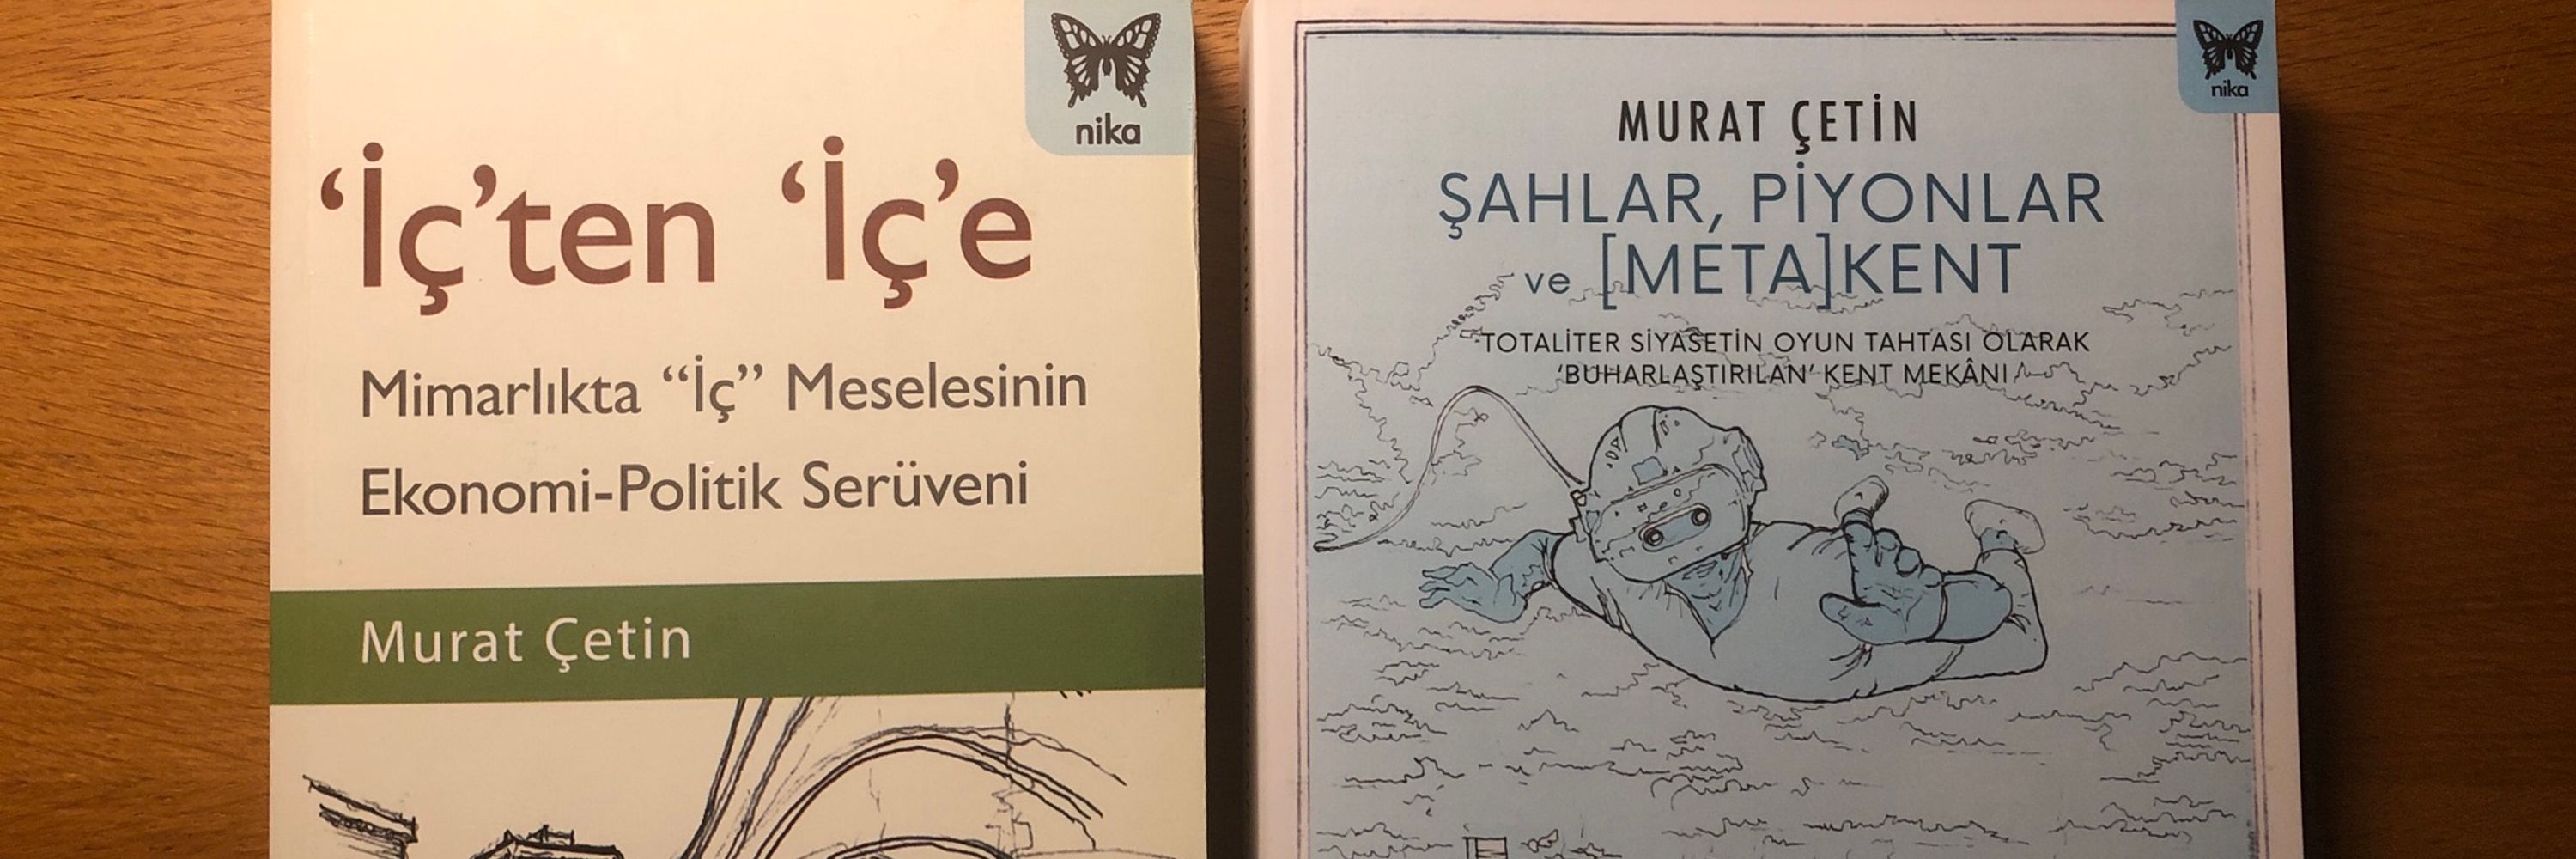 nika
‘İç’ten ‘İç’e
Mimarlıkta “İç” Meselesinin
Ekonomi-Politik Serüveni
Murat Çetin
nika
MURAT ÇETİN
ŞAHLAR, PİYONLAR
ve [META]KENT
TOTALİTER SİYASETİN OYUN TAHTASI OLARAK
‘BUHARLAŞTIRILAN’ KENT MEKÂNI